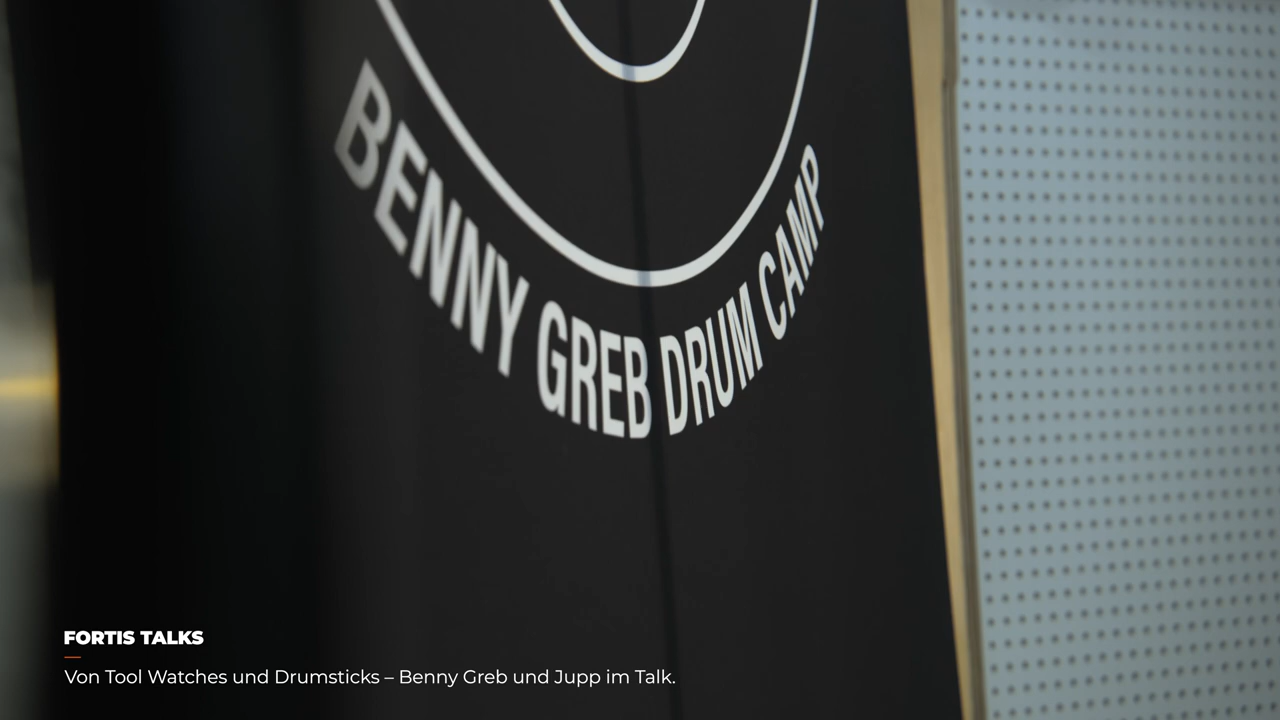 BENNY GREB DRUM CAMP
FORTIS TALKS
Von Tool Watches und Drumsticks – Benny Greb und Jupp im Talk.